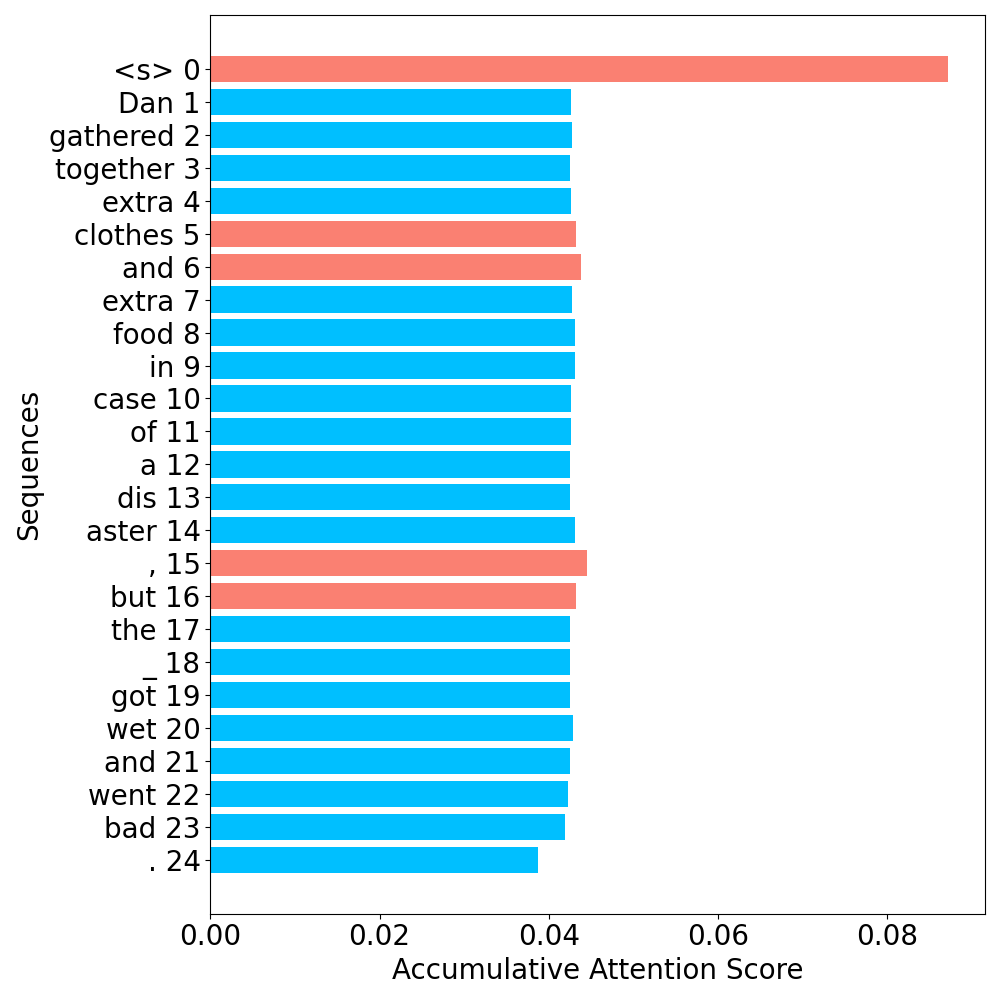 <s> 0
Dan 1
gathered 2
together 3
extra 4
clothes 5
and 6
extra 7
food 8
in 9
case 10
of 11
a 12
dis 13
aster 14
, 15
but 16
the 17
_ 18
got 19
wet 20
and 21
went 22
bad 23
. 24
Sequences
0.00 0.02 0.04 0.06 0.08
Accumulative Attention Score